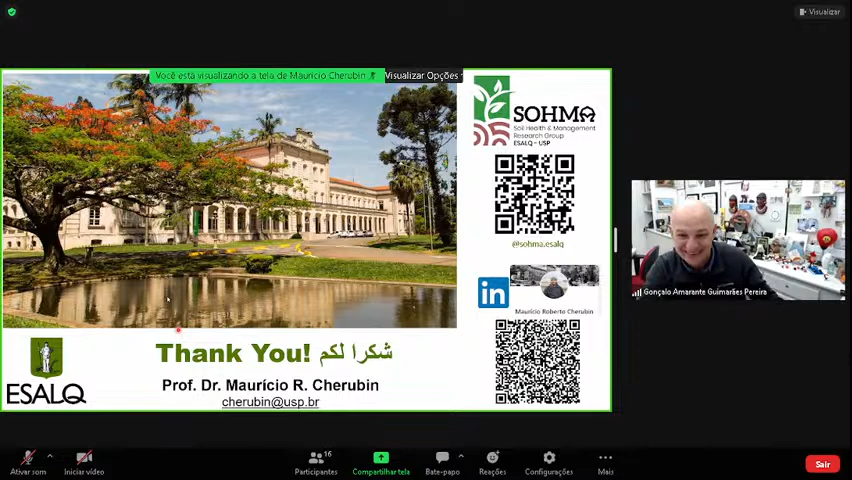 Visualizar
Você está visualizando a tela de Maurício Cherubin
Visualizar Opções
SOHMA
Soil Health & Management
Research Group
ESALQ - USP
@sohma.esalq
in
Maurício Roberto Cherubin
Gonçalo Amarante Guimarães Pereira
Thank You! شكرا لكم
ESALQ
Prof. Dr. Maurício R. Cherubin
cherubin@usp.br
Ativar som
Iniciar vídeo
16
Participantes
Compartilhar tela
Bate-papo
Reações
Configurações
Mais
Sair